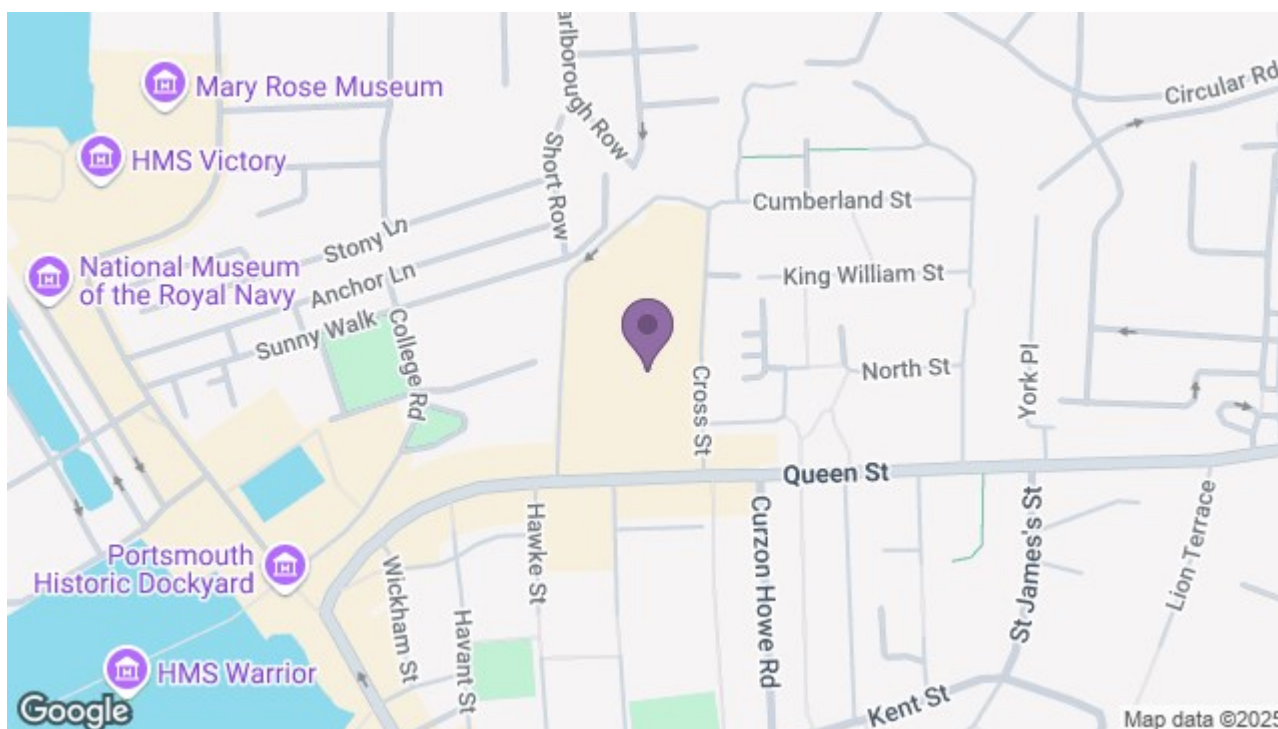 arlborough Row
Circular Rd
Mary Rose Museum
HMS Victory
Short Row
Cumberland St
Stony Ln
National Museum
of the Royal Navy
Anchor Ln
King William St
Sunny Walk
College Rd
North St
York Pl
Cross St
Queen St
Hawke St
Curzon Howe Rd
St James's St
Lion Terrace
Portsmouth
Historic Dockyard
Wickham St
Havant St
HMS Warrior
Kent St
Google
Map data ©2025